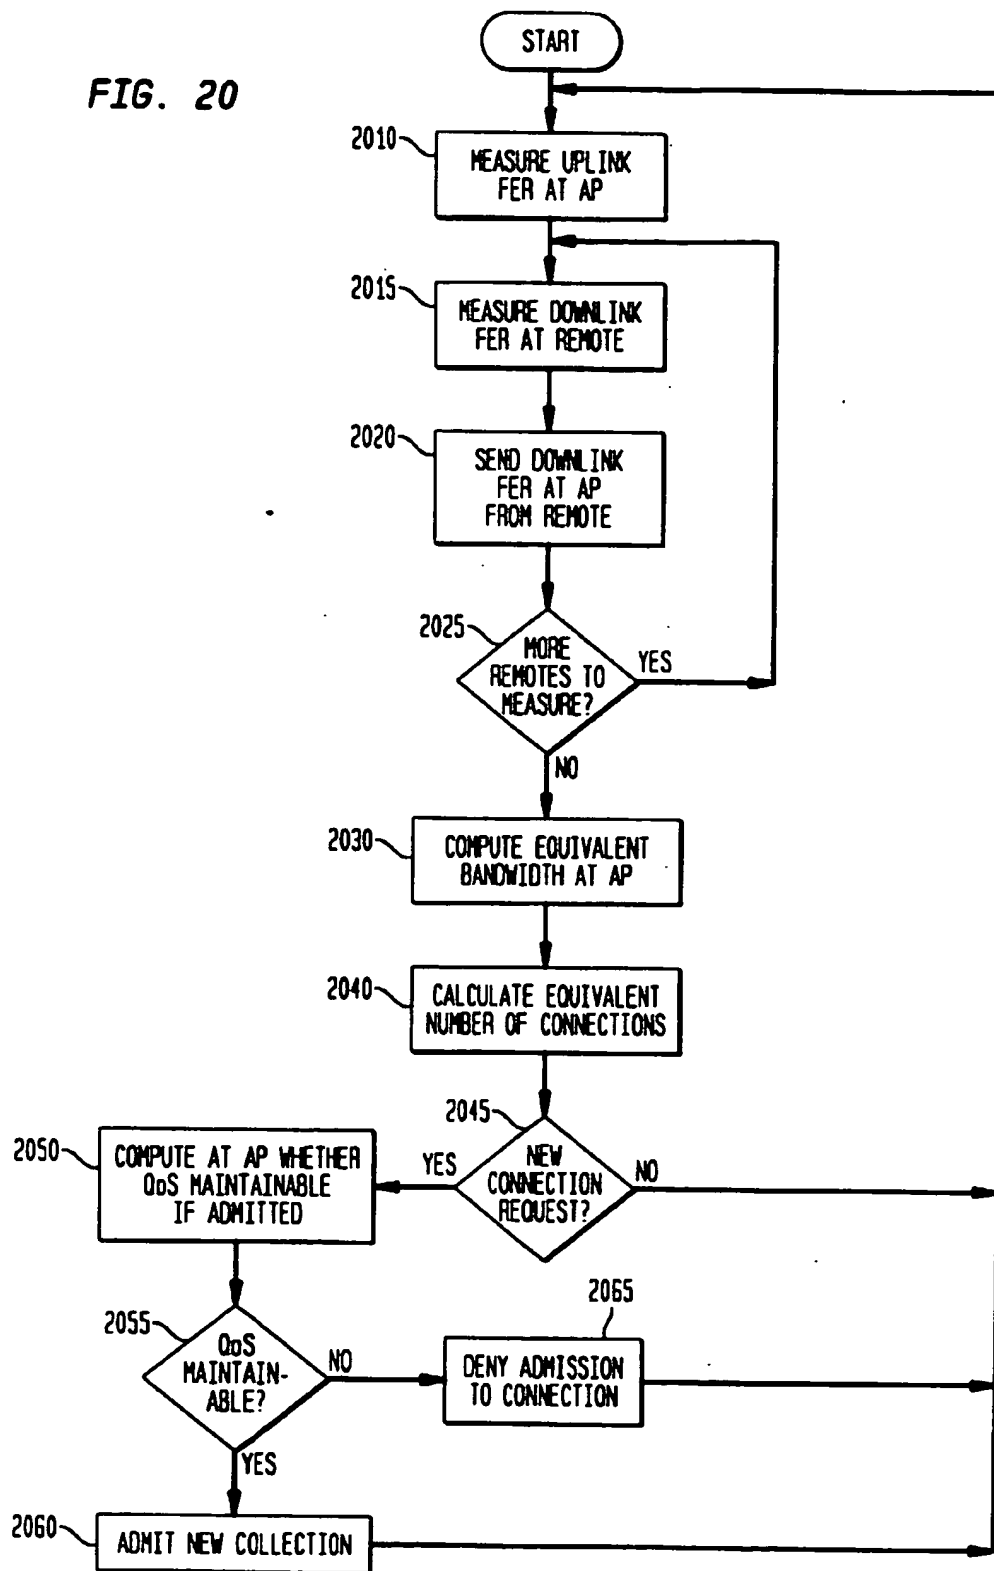 FIG. 20
START
2010
MEASURE UPLINK
FER AT AP
2015
MEASURE DOWNLINK
FER AT REMOTE
2020
SEND DOWNLINK
FER AT AP
FROM REMOTE
2025
MORE
REMOTES TO
MEASURE?
YES
NO
2030
COMPUTE EQUIVALENT
BANDWIDTH AT AP
2040
CALCULATE EQUIVALENT
NUMBER OF CONNECTIONS
2045
NEW
CONNECTION
REQUEST?
YES
NO
2050
COMPUTE AT AP WHETHER
QoS MAINTAINABLE
IF ADMITTED
2055
QoS
MAINTAIN-
ABLE?
NO
YES
2065
DENY ADMISSION
TO CONNECTION
2060
ADMIT NEW COLLECTION